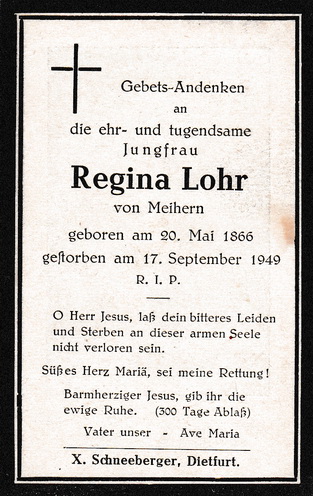 Gebets-Andenken
an
die ehr- und tugendsame
Jungfrau
Regina Lohr
von Meihern
geboren am 20. Mai 1866
gestorben am 17. September 1949
R. I. P.
O Herr Jesus, laß dein bitteres Leiden
und Sterben an dieser armen Seele
nicht verloren sein.
Süßes Herz Mariä, sei meine Rettung!
Barmherziger Jesus, gib ihr die
ewige Ruhe. (300 Tage Ablaß)
Vater unser - Ave Maria
X. Schneeberger, Dietfurt.